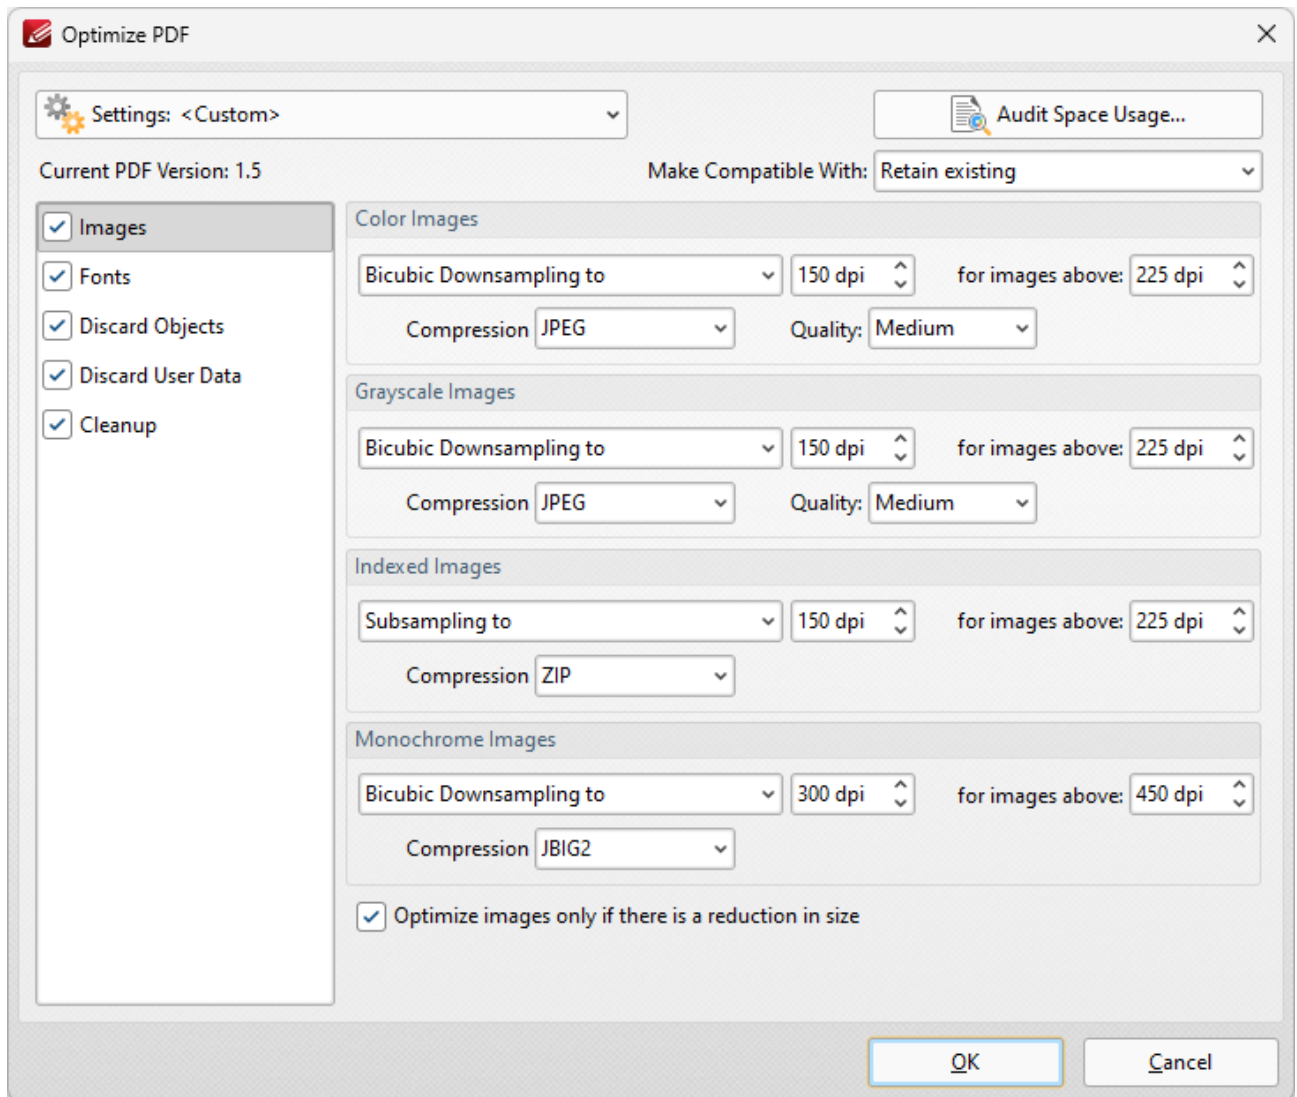 Optimize PDF
Settings: <Custom>
Audit Space Usage...
Current PDF Version: 1.5
Make Compatible With: Retain existing
Images
Fonts
Discard Objects
Discard User Data
Cleanup
Color Images
Bicubic Downsampling to 150 dpi for images above: 225 dpi
Compression JPEG Quality: Medium
Grayscale Images
Bicubic Downsampling to 150 dpi for images above: 225 dpi
Compression JPEG Quality: Medium
Indexed Images
Subsampling to 150 dpi for images above: 225 dpi
Compression ZIP
Monochrome Images
Bicubic Downsampling to 300 dpi for images above: 450 dpi
Compression JBIG2
Optimize images only if there is a reduction in size
OK
Cancel